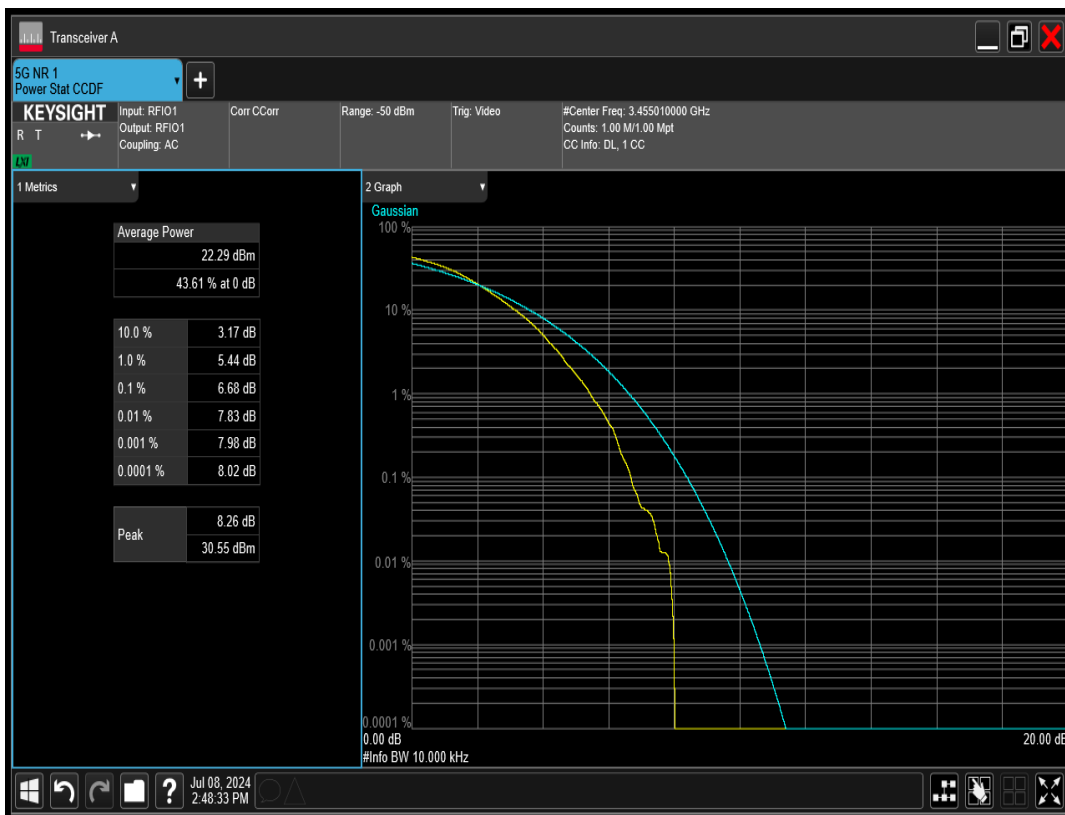 Transceiver A
5G NR 1
Power Stat CCDF
+
KEYSIGHT
R T
LXI
Input: RFIO1
Output: RFIO1
Coupling: AC
Corr CCorr
Range: -50 dBm
Trig: Video
#Center Freq: 3.455010000 GHz
Counts: 1.00 M/1.00 Mpt
CC Info: DL, 1 CC
1 Metrics
Average Power
22.29 dBm
43.61 % at 0 dB
10.0 % 3.17 dB
1.0 % 5.44 dB
0.1 % 6.68 dB
0.01 % 7.83 dB
0.001 % 7.98 dB
0.0001 % 8.02 dB
Peak
8.26 dB
30.55 dBm
2 Graph
Gaussian
100 %
10 %
1 %
0.1 %
0.01 %
0.001 %
0.0001 %
0.00 dB 20.00 dB
#Info BW 10.000 kHz
?
Jul 08, 2024
2:48:33 PM